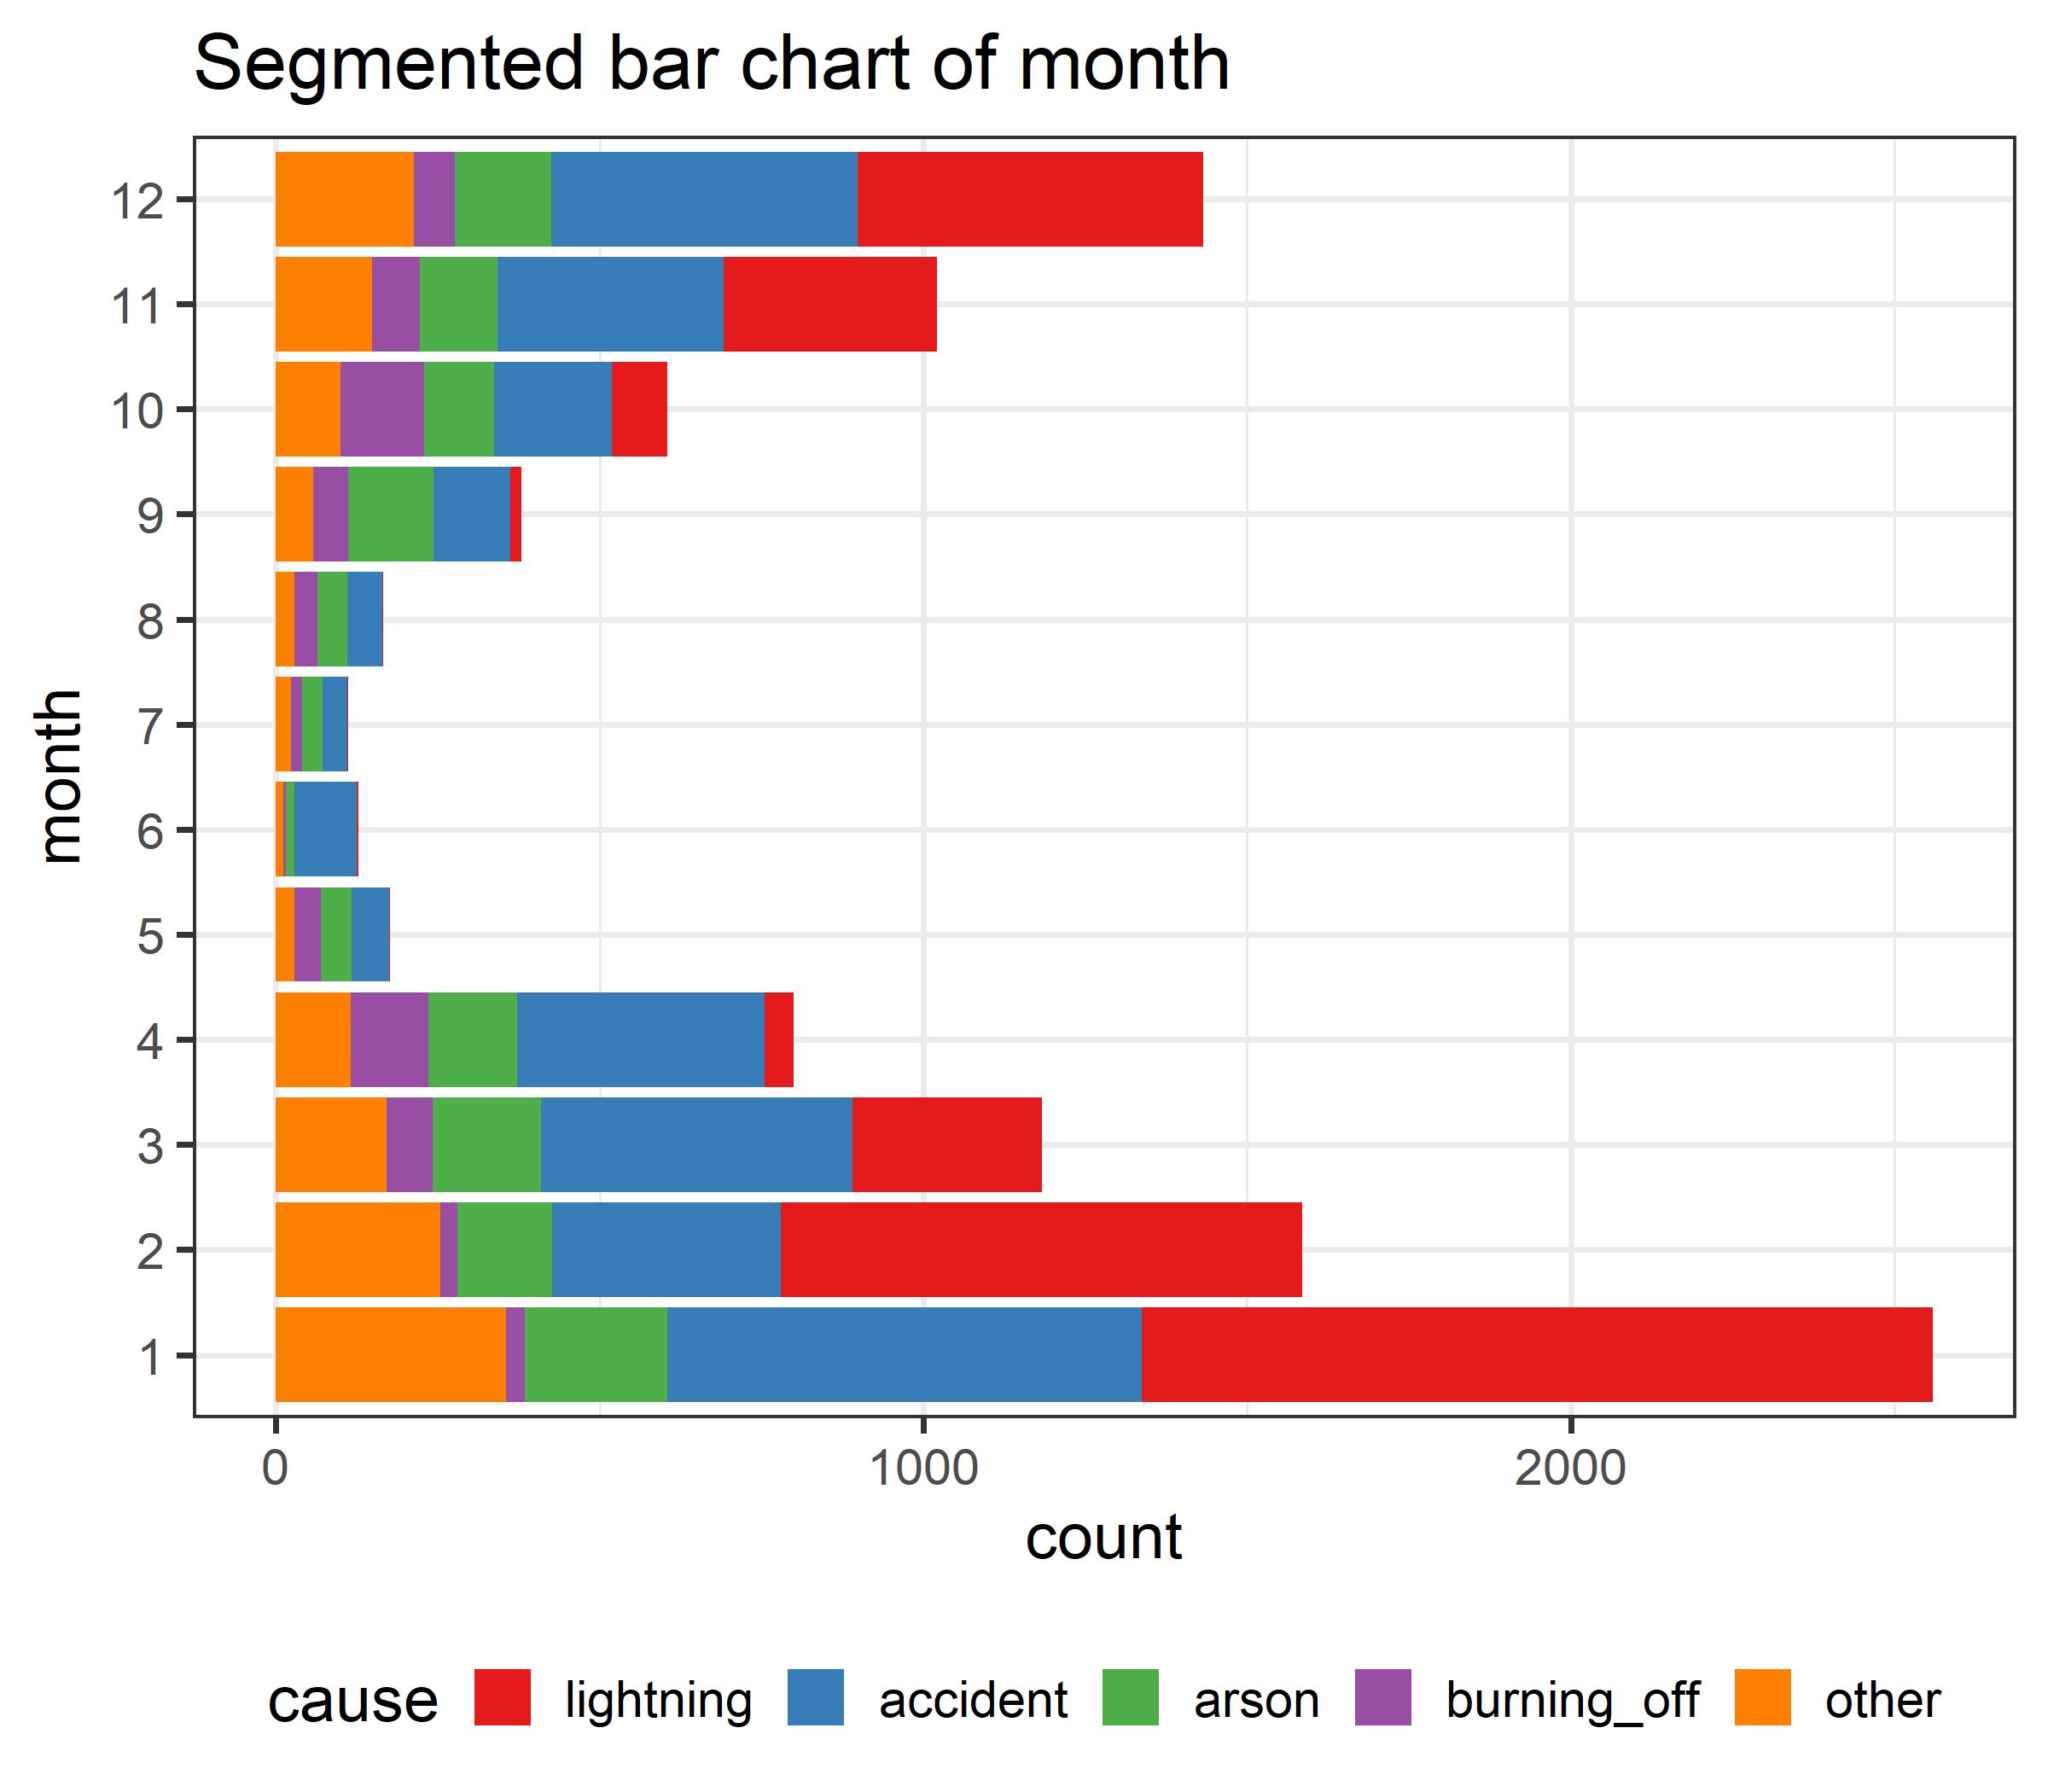 Segmented bar chart of month
12
11
10
9
8
7
6
5
4
3
2
1
month
0 1000 2000
count
cause lightning accident arson burning_off other